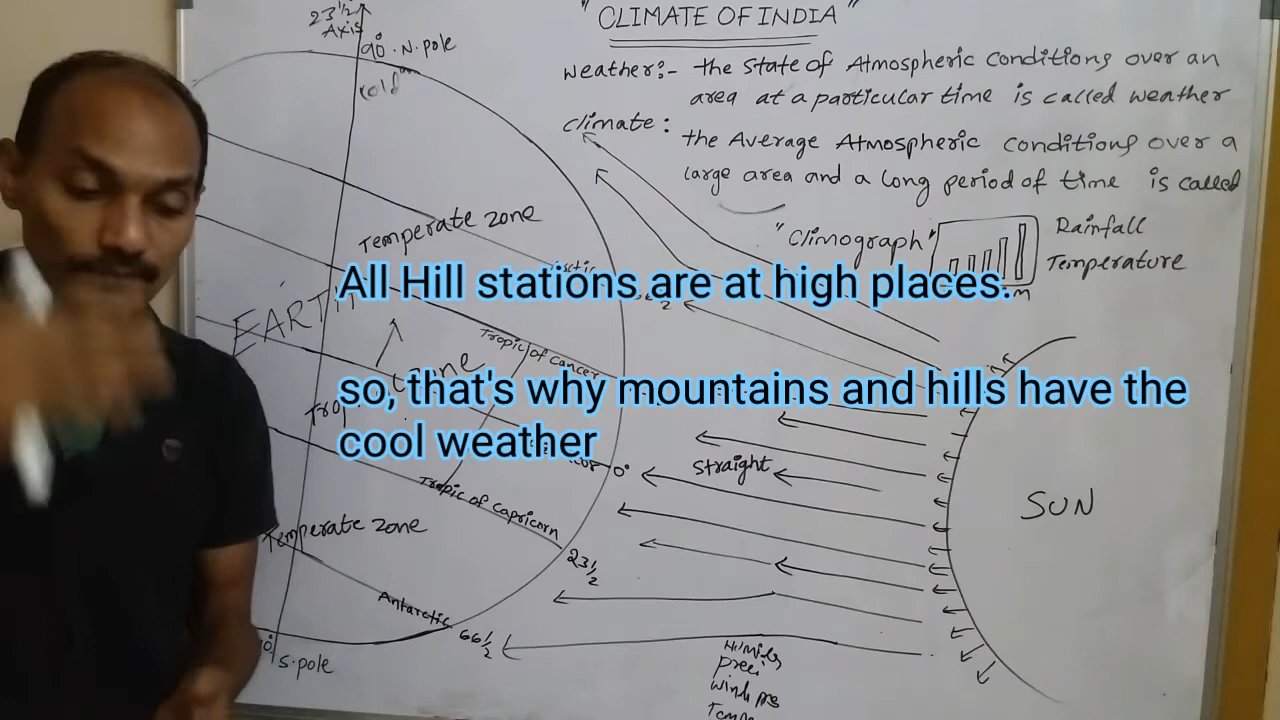 "CLIMATE OF INDIA"
23½
Axis
90° N.pole
cold
Weather:- the State of Atmospheric Conditions over an
area at a particular time is called weather
climate:
the Average Atmospheric conditions over a
large area and a long period of time is called
"Climograph"
Rainfall
Temperature
Temperate zone
All Hill stations are at high places.
EARTH
Tropic of cancer
so, that's why mountains and hills have the
cool weather
0°
Straight
SUN
Tropic of Capricorn
23½
Temperate zone
Antarctic
66½
S.pole